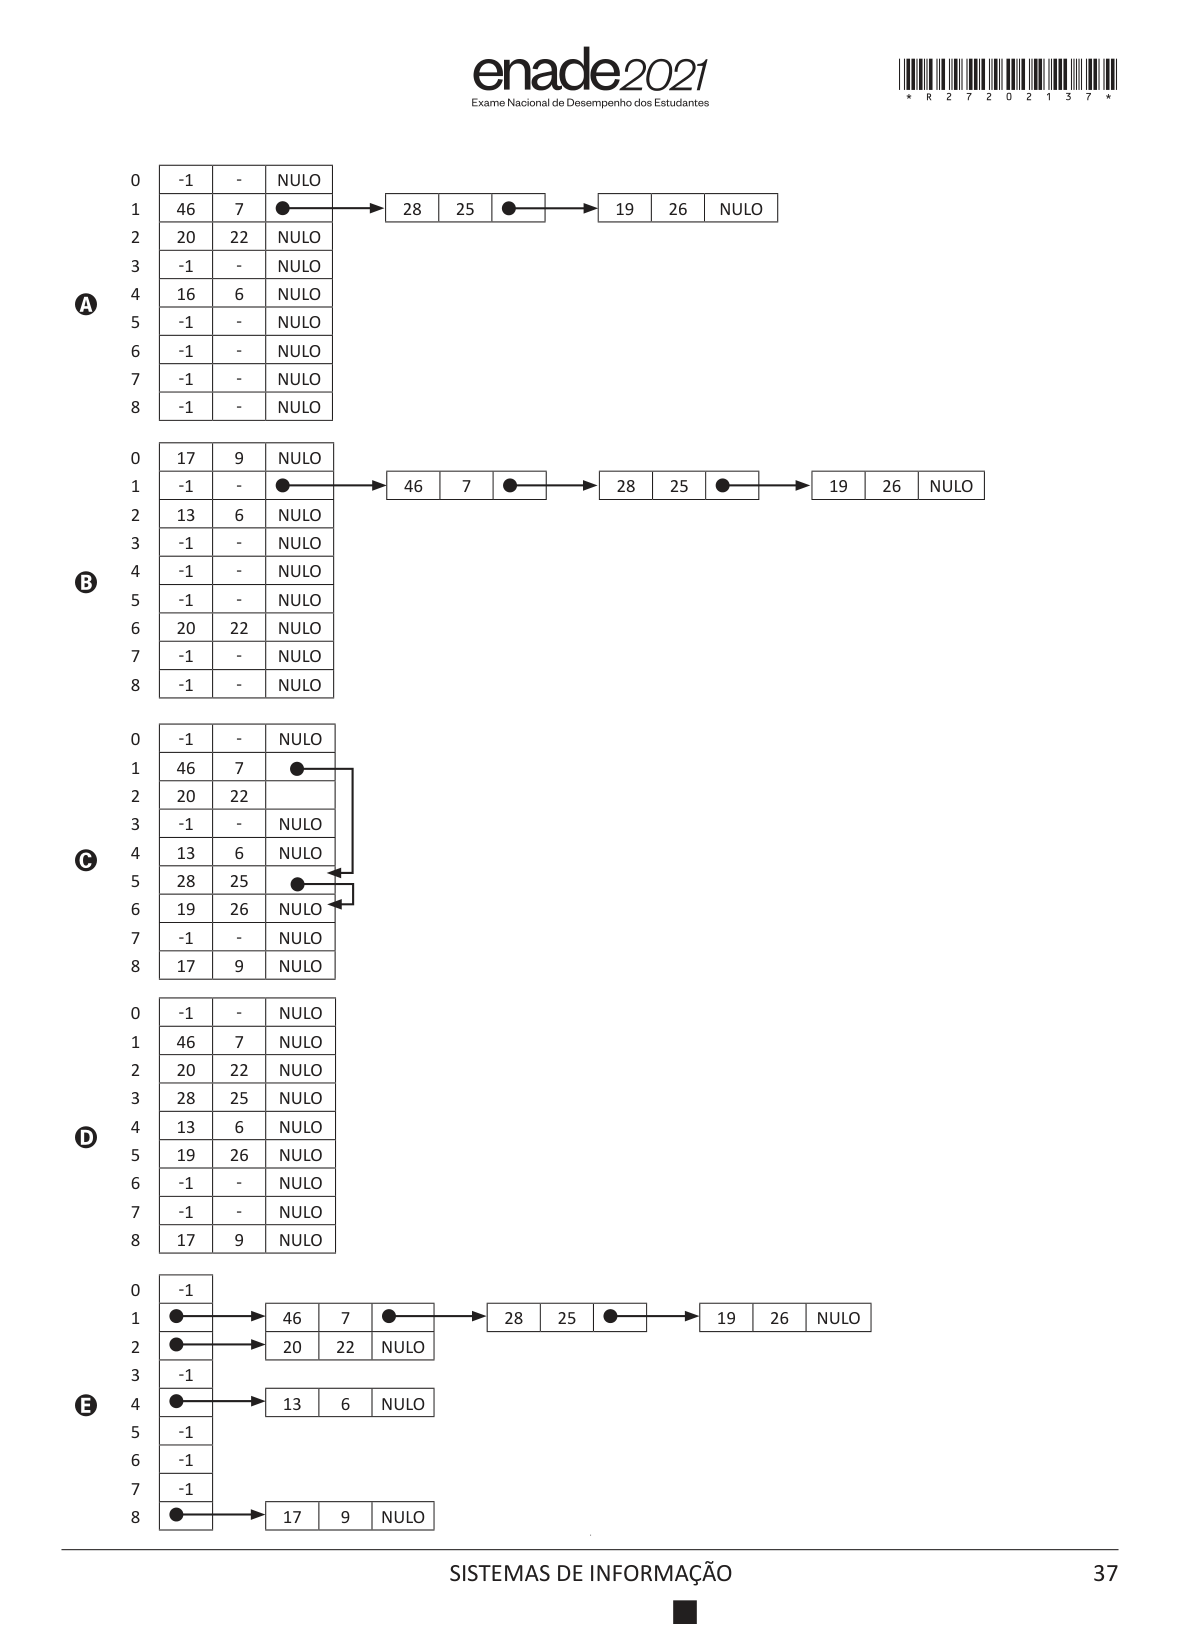 enade2021
Exame Nacional de Desempenho dos Estudantes
* R 2 7 2 0 2 1 3 7 *
A
0 -1 - NULO
1 46 7 28 25 19 26 NULO
2 20 22 NULO
3 -1 - NULO
4 16 6 NULO
5 -1 - NULO
6 -1 - NULO
7 -1 - NULO
8 -1 - NULO
B
0 17 9 NULO
1 -1 - 46 7 28 25 19 26 NULO
2 13 6 NULO
3 -1 - NULO
4 -1 - NULO
5 -1 - NULO
6 20 22 NULO
7 -1 - NULO
8 -1 - NULO
C
0 -1 - NULO
1 46 7
2 20 22
3 -1 - NULO
4 13 6 NULO
5 28 25
6 19 26 NULO
7 -1 - NULO
8 17 9 NULO
D
0 -1 - NULO
1 46 7 NULO
2 20 22 NULO
3 28 25 NULO
4 13 6 NULO
5 19 26 NULO
6 -1 - NULO
7 -1 - NULO
8 17 9 NULO
E
0 -1
1 46 7 28 25 19 26 NULO
2 20 22 NULO
3 -1
4 13 6 NULO
5 -1
6 -1
7 -1
8 17 9 NULO
SISTEMAS DE INFORMAÇÃO 37